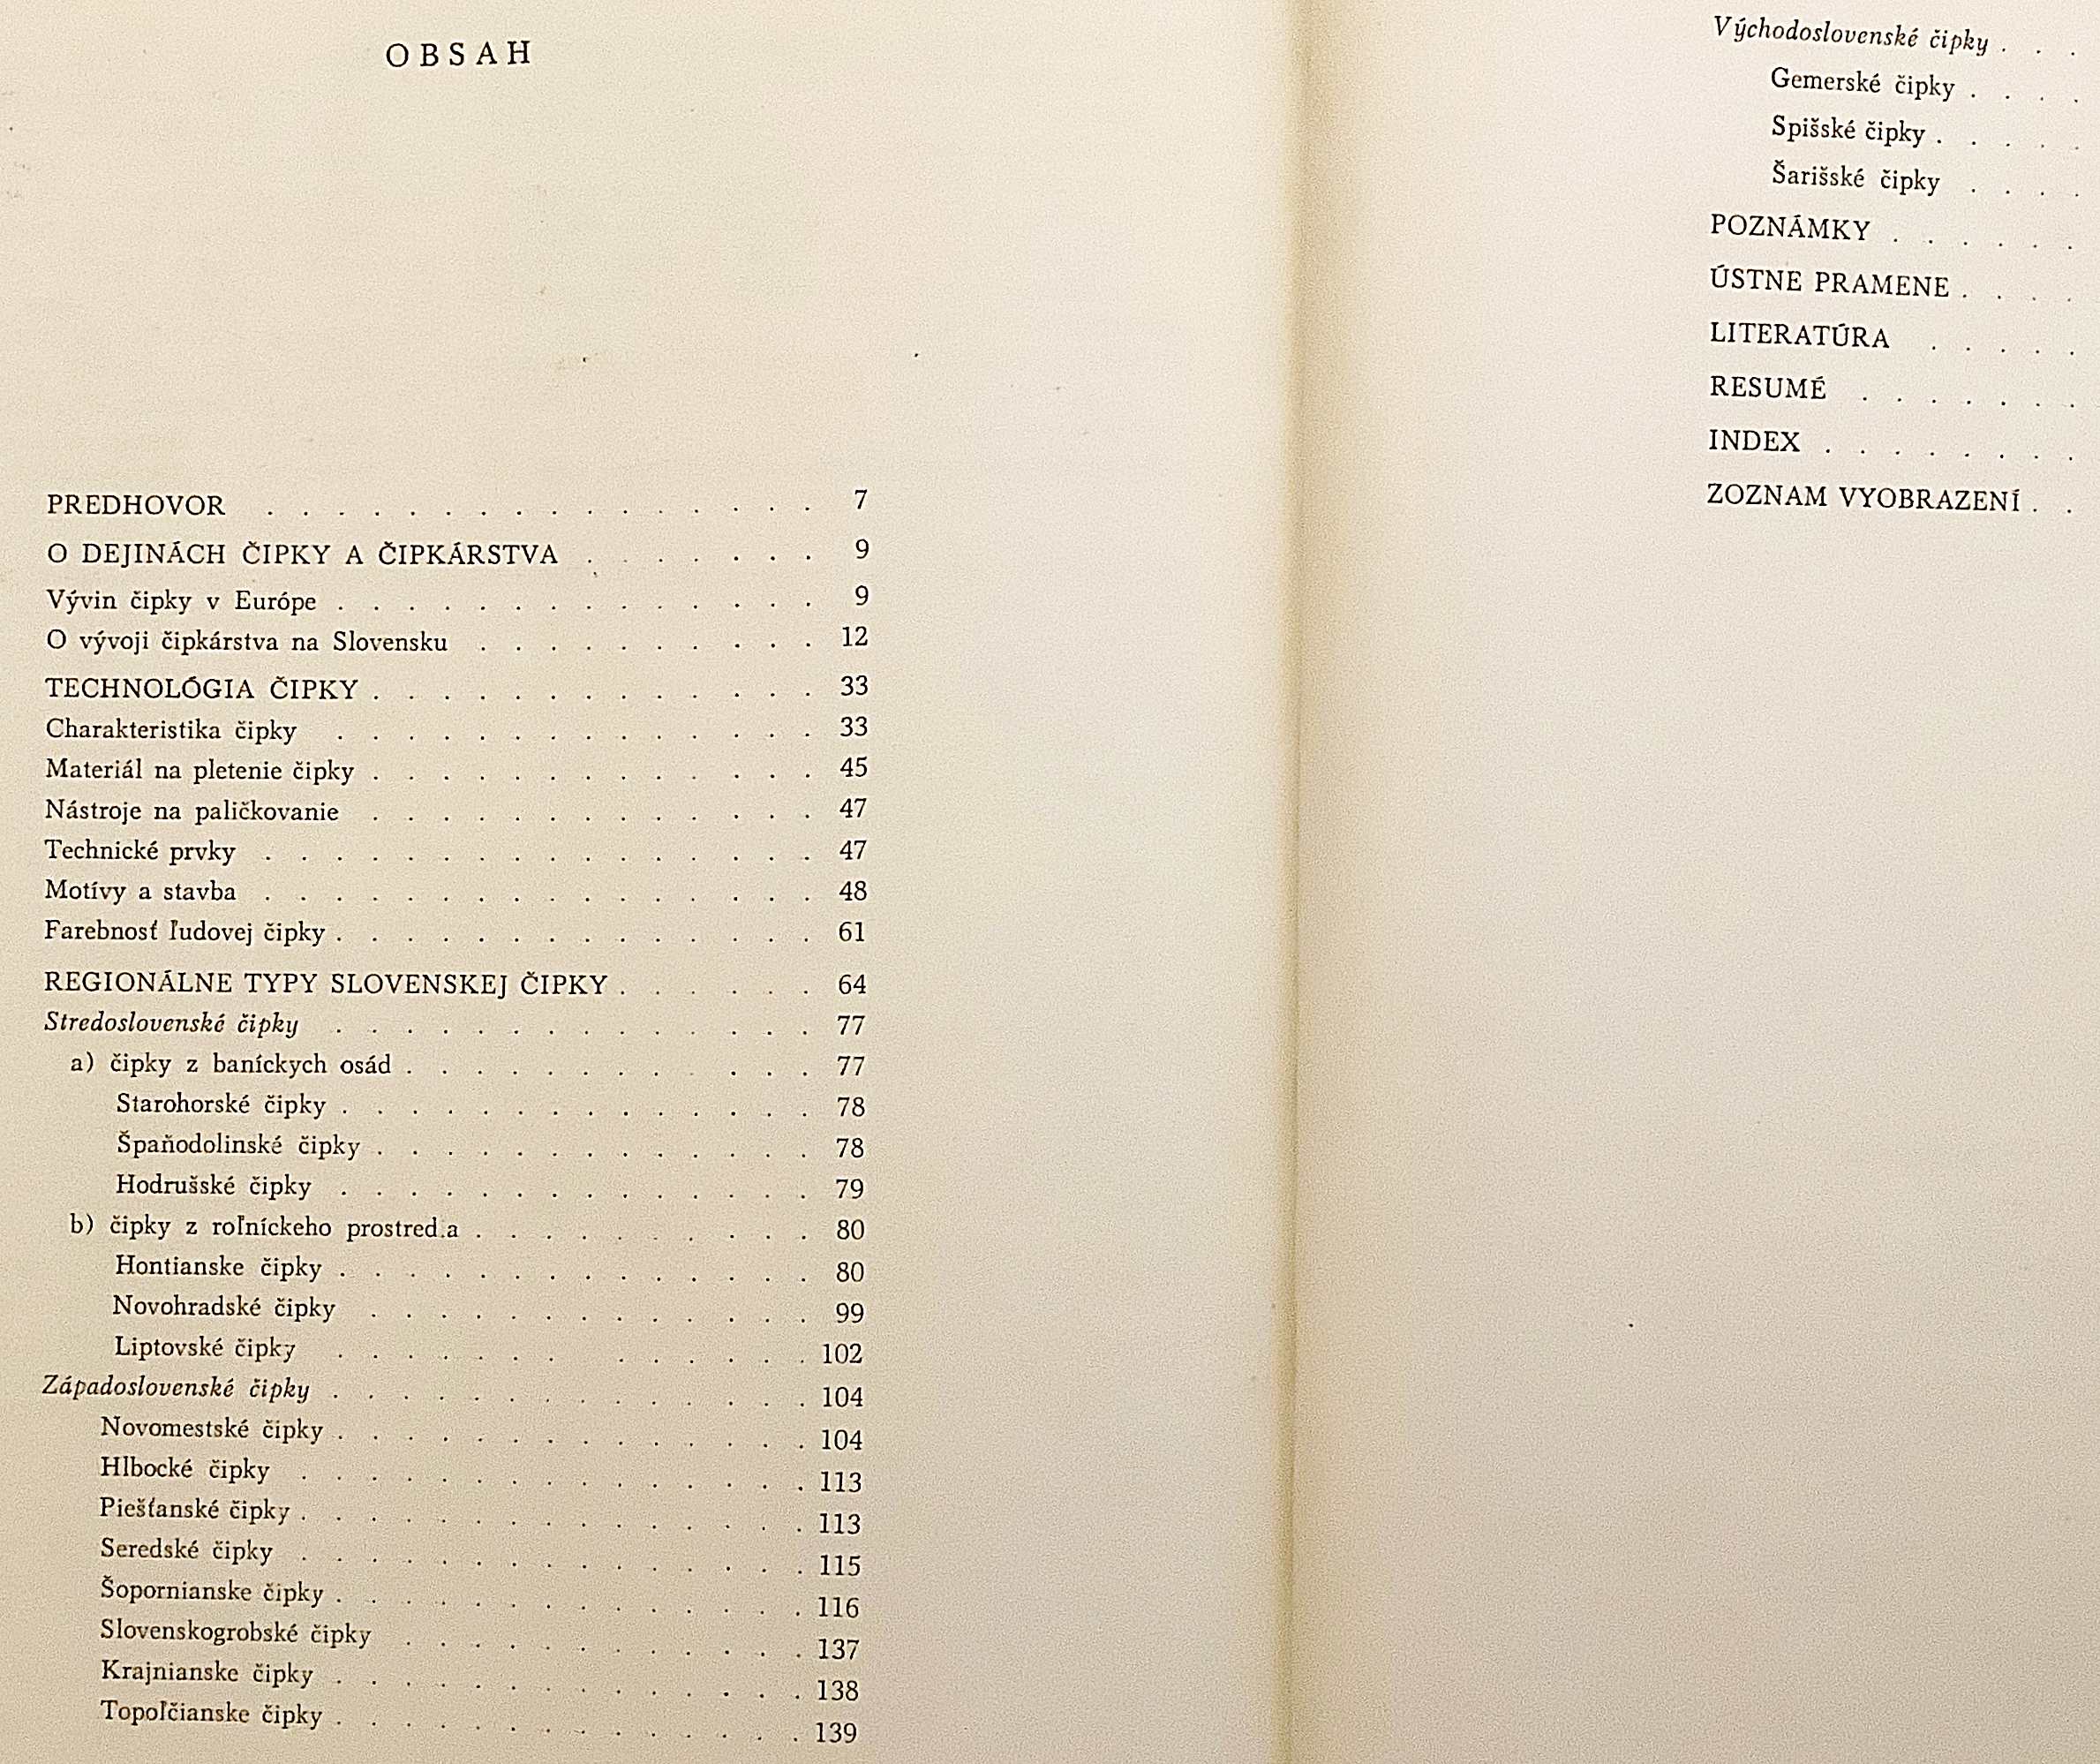 OBSAH
PREDHOVOR . . . . . . . . . . . . . . . . 7
O DEJINÁCH ČIPKY A ČIPKÁRSTVA . . . . . . . 9
Vývin čipky v Európe . . . . . . . . . . . . . . 9
O vývoji čipkárstva na Slovensku . . . . . . . . . . 12
TECHNOLÓGIA ČIPKY . . . . . . . . . . . . . 33
Charakteristika čipky . . . . . . . . . . . . . . 33
Materiál na pletenie čipky . . . . . . . . . . . . . 45
Nástroje na paličkovanie . . . . . . . . . . . . . 47
Technické prvky . . . . . . . . . . . . . . . . 47
Motívy a stavba . . . . . . . . . . . . . . . . 48
Farebnosť ľudovej čipky . . . . . . . . . . . . . . 61
REGIONÁLNE TYPY SLOVENSKEJ ČIPKY . . . . . . 64
Stredoslovenské čipky . . . . . . . . . . . . . . 77
a) čipky z baníckych osád . . . . . . . . . . . 77
Starohorské čipky . . . . . . . . . . . . . . 78
Špaňodolinské čipky . . . . . . . . . . . . . 78
Hodrušské čipky . . . . . . . . . . . . . . 79
b) čipky z roľníckeho prostred.a . . . . . . . . . . 80
Hontianske čipky . . . . . . . . . . . . . . 80
Novohradské čipky . . . . . . . . . . . . . 99
Liptovské čipky . . . . . . . . . . . . . 102
Západoslovenské čipky . . . . . . . . . . . . . . 104
Novomestské čipky . . . . . . . . . . . . . . 104
Hlbocké čipky . . . . . . . . . . . . . . . 113
Piešťanské čipky . . . . . . . . . . . . . . . 113
Seredské čipky . . . . . . . . . . . . . . . 115
Šopornianske čipky . . . . . . . . . . . . . . 116
Slovenskogrobské čipky . . . . . . . . . . . . 137
Krajnianske čipky . . . . . . . . . . . . . . 138
Topoľčianske čipky . . . . . . . . . . . . . . 139
Východoslovenské čipky . . .
Gemerské čipky . . . .
Spišské čipky . . . . .
Šarišské čipky . . . .
POZNÁMKY . . . . . .
ÚSTNE PRAMENE . . . .
LITERATÚRA . . . . .
RESUMÉ . . . . . . .
INDEX . . . . . . . .
ZOZNAM VYOBRAZENÍ . .